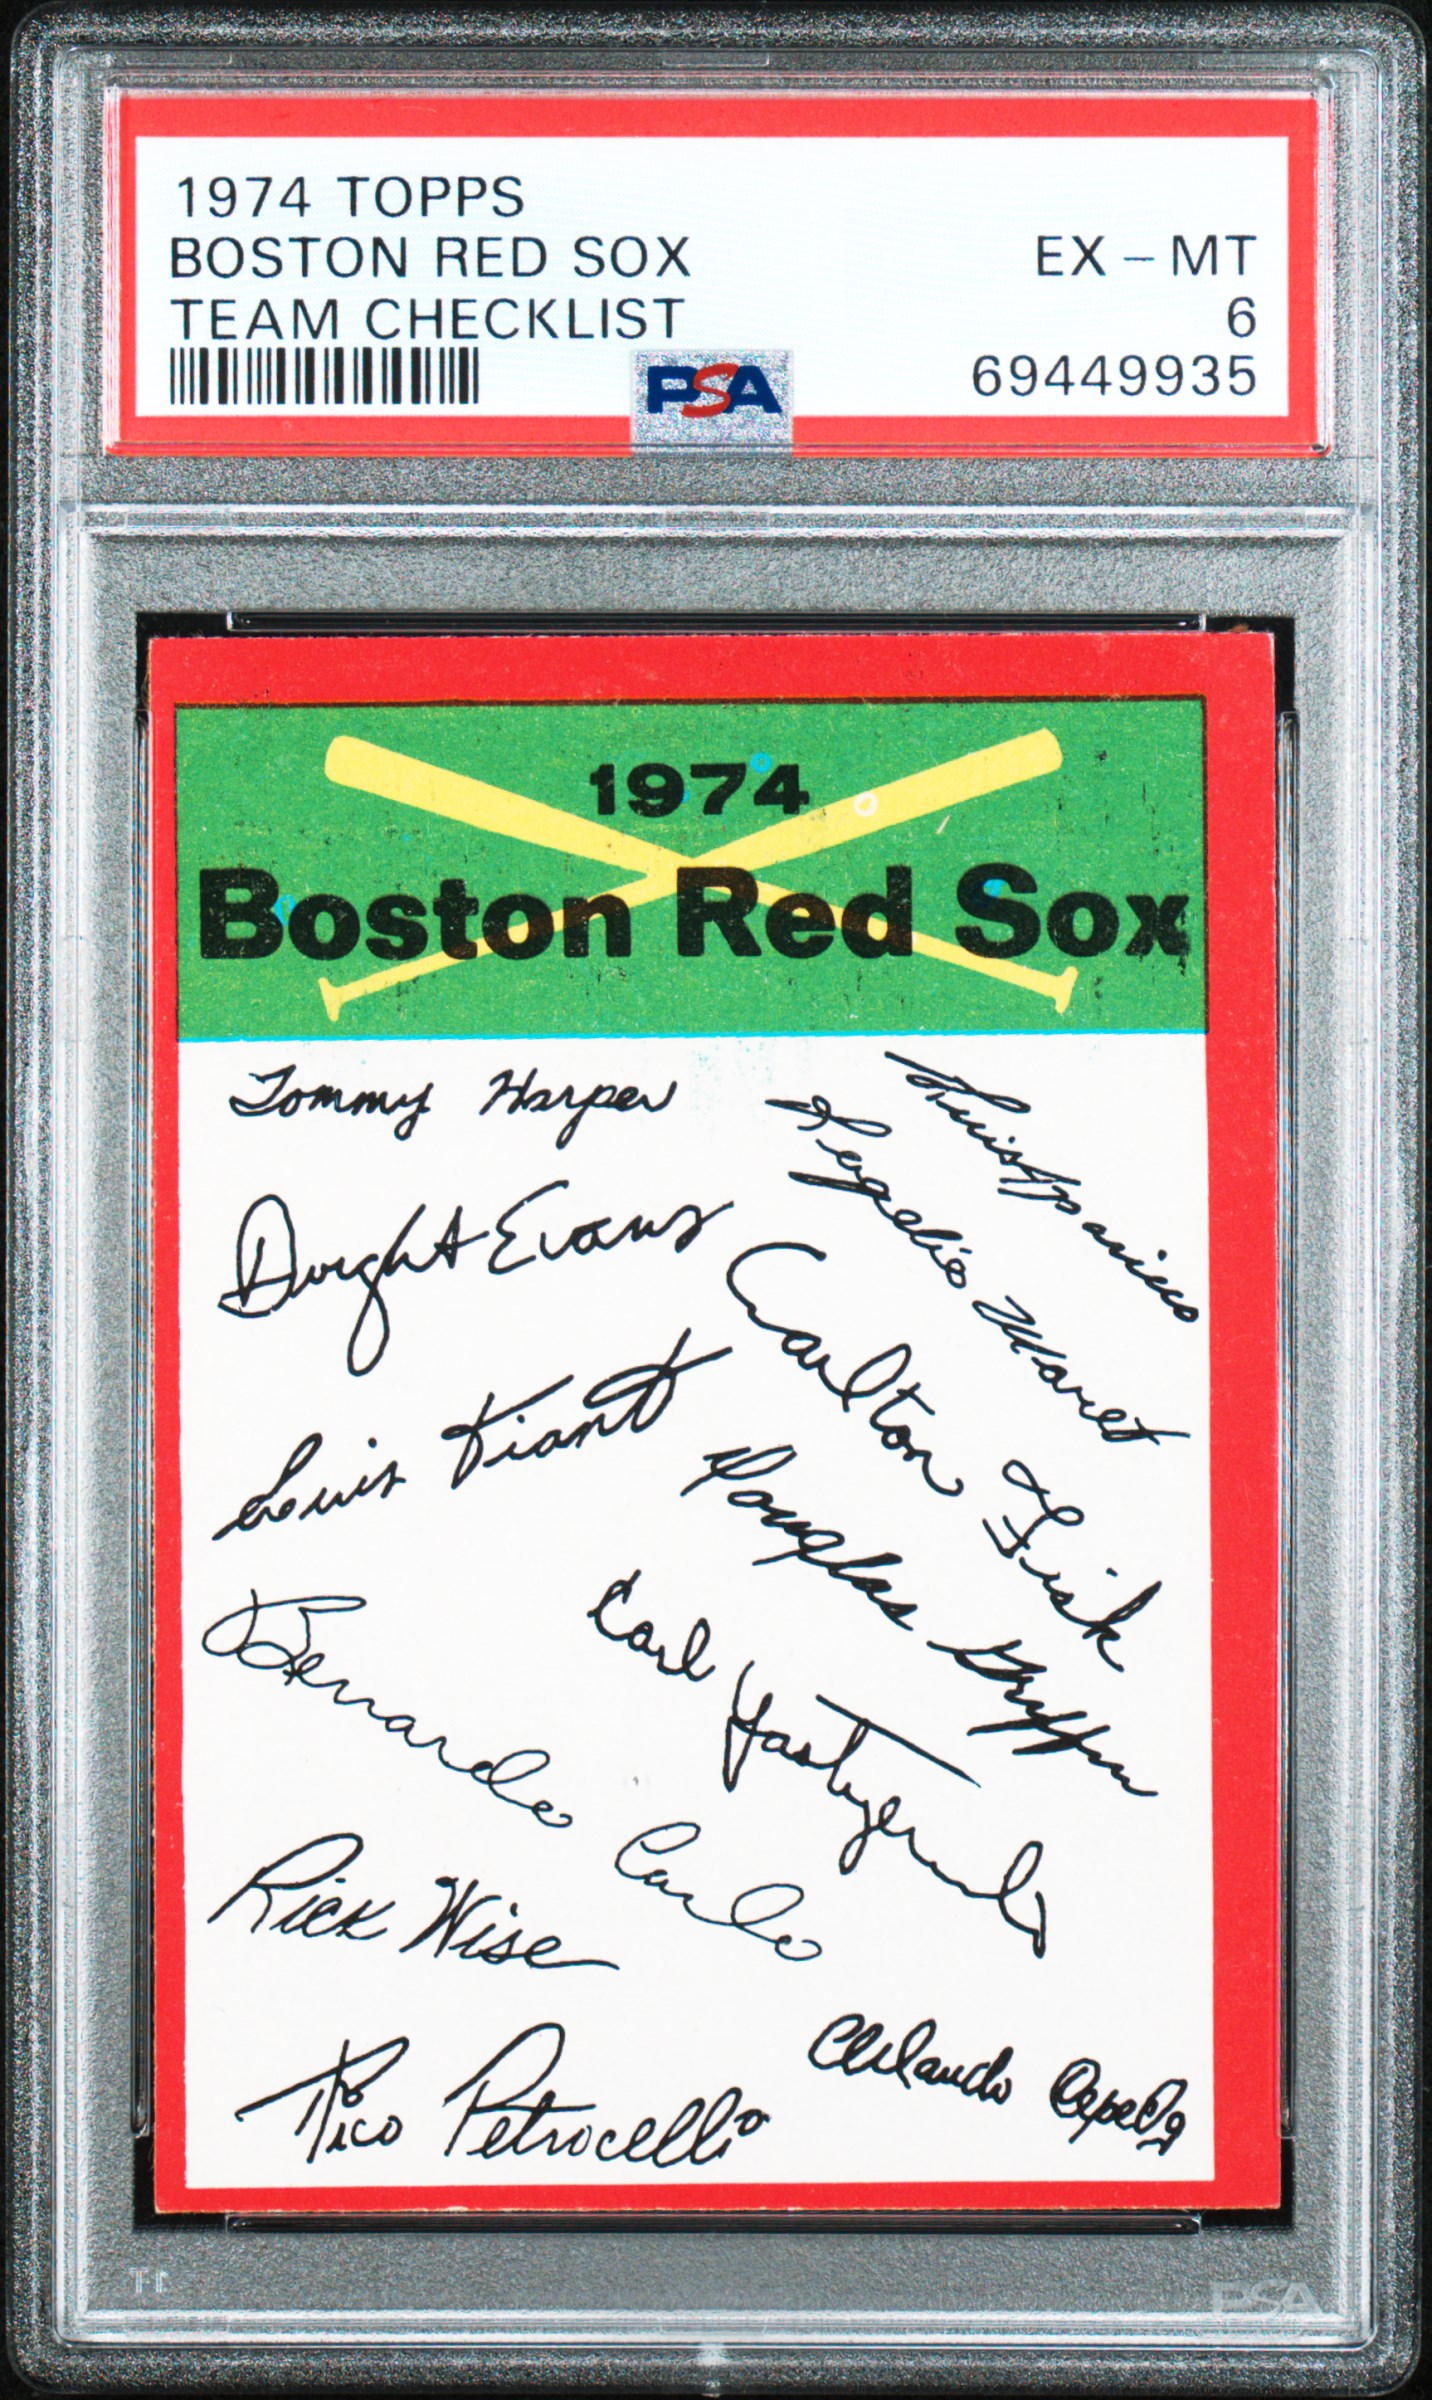 1974 TOPPS
BOSTON RED SOX
TEAM CHECKLIST
EX - MT
6
69449935
PSA
1974
Boston Red Sox
Tommy Harper
Luis Aparicio
Rogelio Moret
Dwight Evans
Carlton Fisk
Luis Tiant
Douglas Griffin
Carl Yastrzemski
Bernardo Carbo
Rick Wise
Orlando Cepeda
Rico Petrocelli
PSA